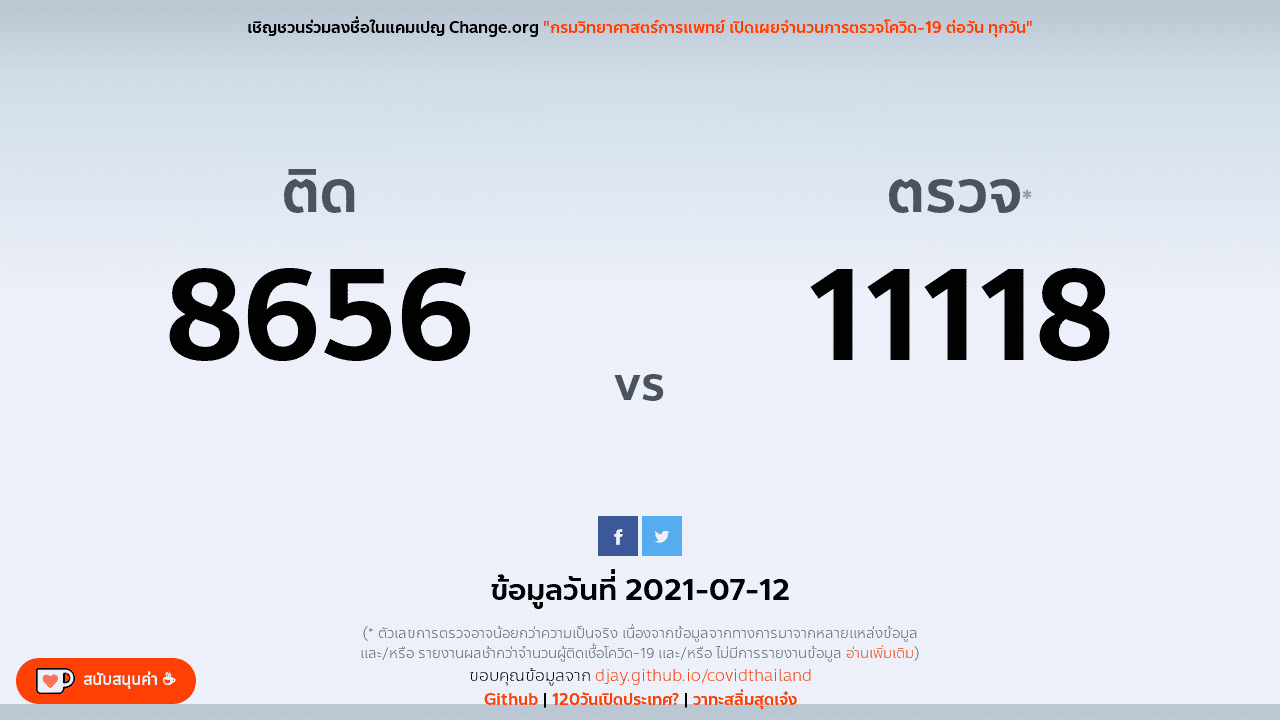 เชิญชวนร่วมลงชื่อในแคมเปญ Change.org "กรมวิทยาศาสตร์การแพทย์ เปิดเผยจำนวนการตรวจโควิด-19 ต่อวัน ทุกวัน"
ติด
8656
vs
ตรวจ*
11118
ข้อมูลวันที่ 2021-07-12
(* ตัวเลขการตรวจอาจน้อยกว่าความเป็นจริง เนื่องจากข้อมูลจากทางการมาจากหลายแหล่งข้อมูล
และ/หรือ รายงานผลช้ากว่าจำนวนผู้ติดเชื้อโควิด-19 และ/หรือ ไม่มีการรายงานข้อมูล อ่านเพิ่มเติม)
ขอบคุณข้อมูลจาก djay.github.io/covidthailand
Github | 120วันเปิดประเทศ? | วาทะสลิ่มสุดเจ๋ง
สนับสนุนค่า ☕